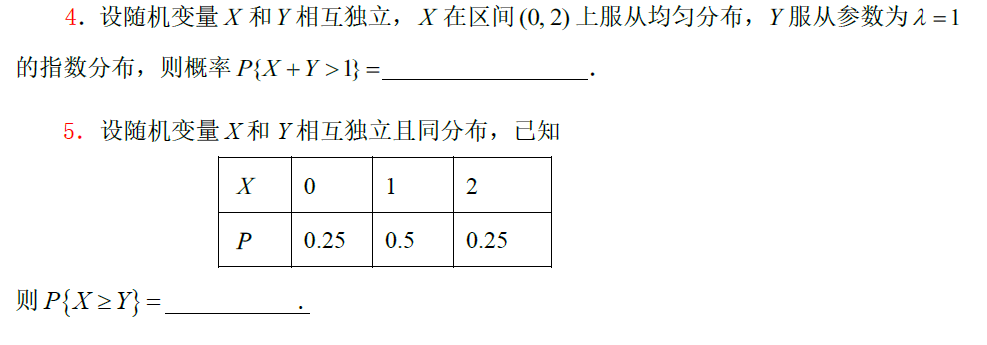 4．设随机变量 X 和 Y 相互独立， X 在区间 (0, 2) 上服从均匀分布，Y 服从参数为 λ = 1
的指数分布，则概率 P{X + Y > 1} = ________________．
5．设随机变量 X 和 Y 相互独立且同分布，已知
X 0 1 2
P 0.25 0.5 0.25
则 P{X ≥ Y} = ____________．